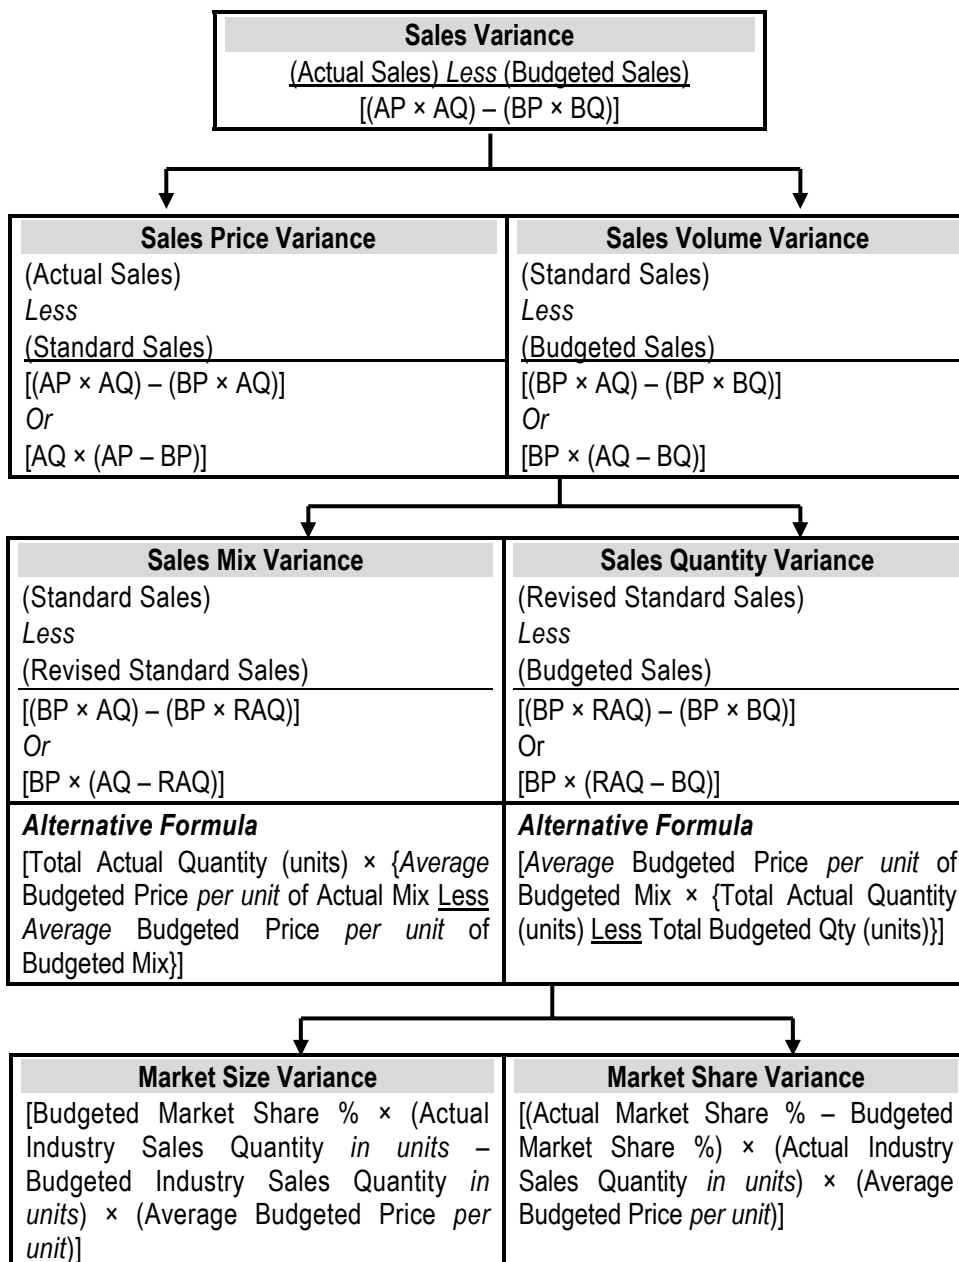 Sales Variance
(Actual Sales) Less (Budgeted Sales)
[(AP × AQ) – (BP × BQ)]
Sales Price Variance
(Actual Sales)
Less
(Standard Sales)
[(AP × AQ) – (BP × AQ)]
Or
[AQ × (AP – BP)]
Sales Volume Variance
(Standard Sales)
Less
(Budgeted Sales)
[(BP × AQ) – (BP × BQ)]
Or
[BP × (AQ – BQ)]
Sales Mix Variance
(Standard Sales)
Less
(Revised Standard Sales)
[(BP × AQ) – (BP × RAQ)]
Or
[BP × (AQ – RAQ)]
Alternative Formula
[Total Actual Quantity (units) × {Average
Budgeted Price per unit of Actual Mix Less
Average Budgeted Price per unit of
Budgeted Mix}]
Sales Quantity Variance
(Revised Standard Sales)
Less
(Budgeted Sales)
[(BP × RAQ) – (BP × BQ)]
Or
[BP × (RAQ – BQ)]
Alternative Formula
[Average Budgeted Price per unit of
Budgeted Mix × {Total Actual Quantity
(units) Less Total Budgeted Qty (units)}]
Market Size Variance
[Budgeted Market Share % × (Actual
Industry Sales Quantity in units –
Budgeted Industry Sales Quantity in
units) × (Average Budgeted Price per
unit)]
Market Share Variance
[(Actual Market Share % – Budgeted
Market Share %) × (Actual Industry
Sales Quantity in units) × (Average
Budgeted Price per unit)]